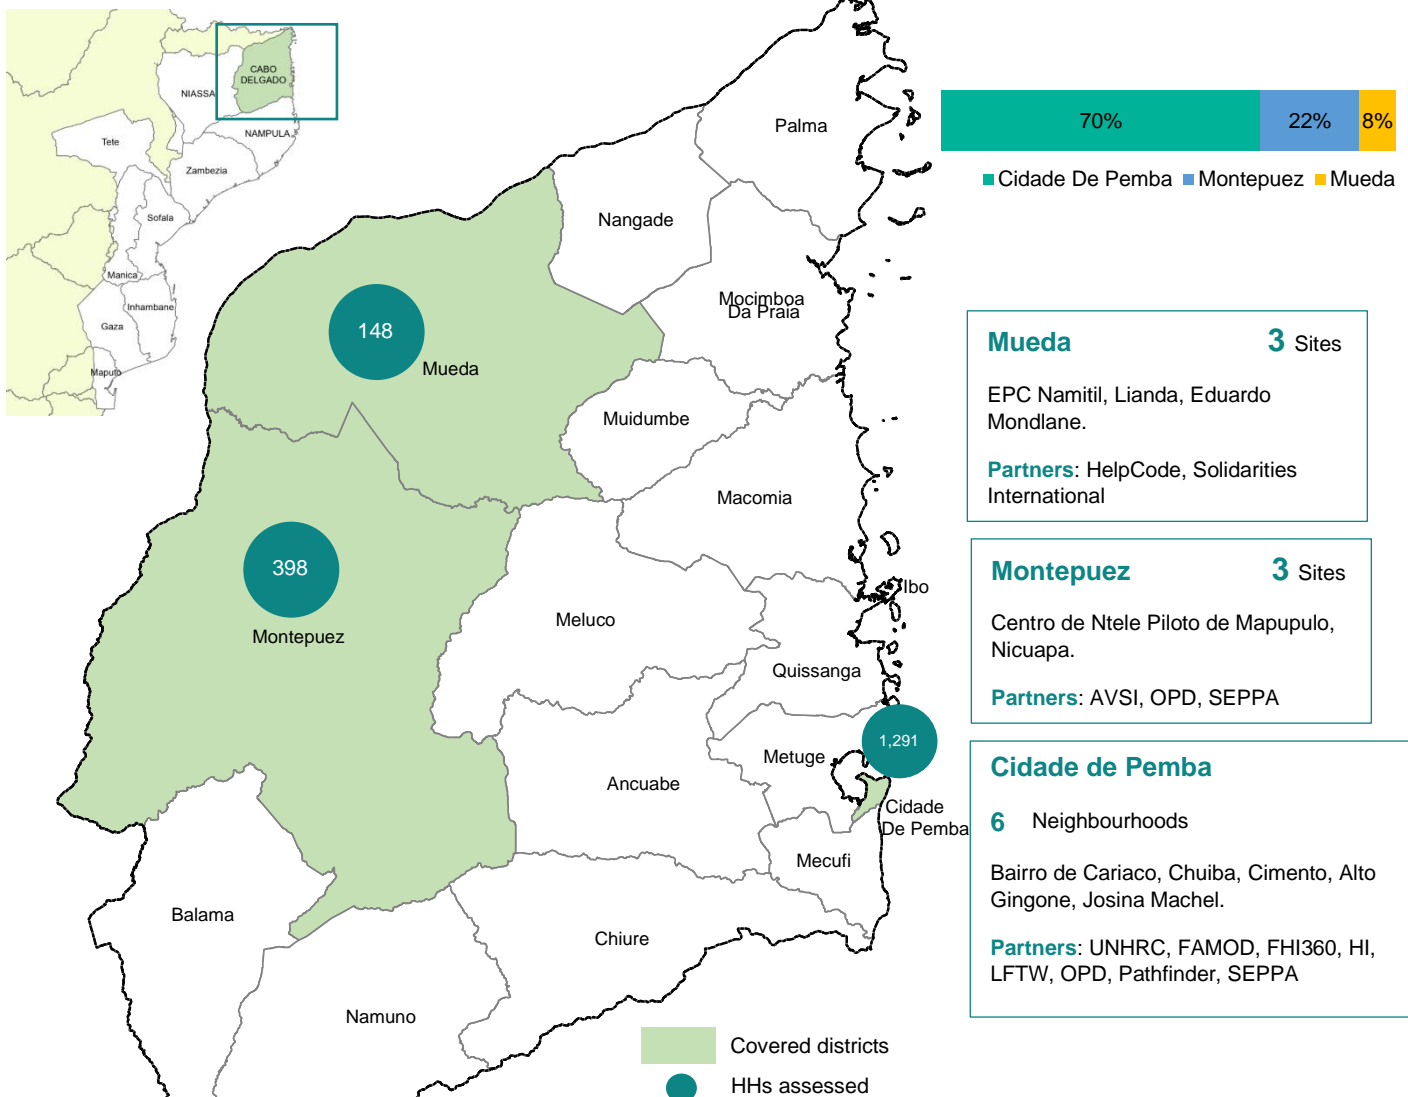 CABO
DELGADO
NIASSA
NAMPULA
Tete
Zambezia
Sofala
Manica
Inhambane
Gaza
Maputo
Palma
Nangade
Mocimboa
Da Praia
148
Mueda
Muidumbe
Macomia
398
Montepuez
Meluco
Ibo
Quissanga
1,291
Metuge
Ancuabe
Cidade
De Pemba
Mecufi
Balama
Chiure
Namuno
Covered districts
HHs assessed
70% 22% 8%
Cidade De Pemba Montepuez Mueda
Mueda 3 Sites
EPC Namitil, Lianda, Eduardo
Mondlane.
Partners: HelpCode, Solidarities
International
Montepuez 3 Sites
Centro de Ntele Piloto de Mapupulo,
Nicuapa.
Partners: AVSI, OPD, SEPPA
Cidade de Pemba
6 Neighbourhoods
Bairro de Cariaco, Chuiba, Cimento, Alto
Gingone, Josina Machel.
Partners: UNHRC, FAMOD, FHI360, HI,
LFTW, OPD, Pathfinder, SEPPA